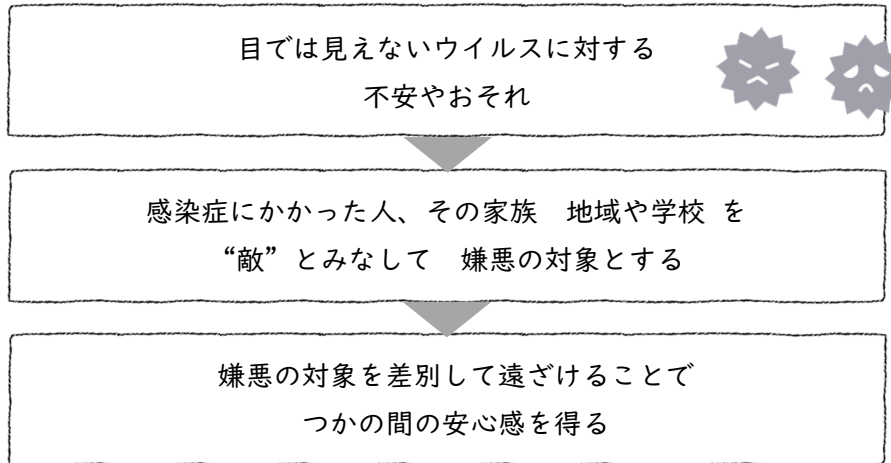 目では見えないウイルスに対する
不安やおそれ
感染症にかかった人、その家族　地域や学校 を
“敵”とみなして　嫌悪の対象とする
嫌悪の対象を差別して遠ざけることで
つかの間の安心感を得る